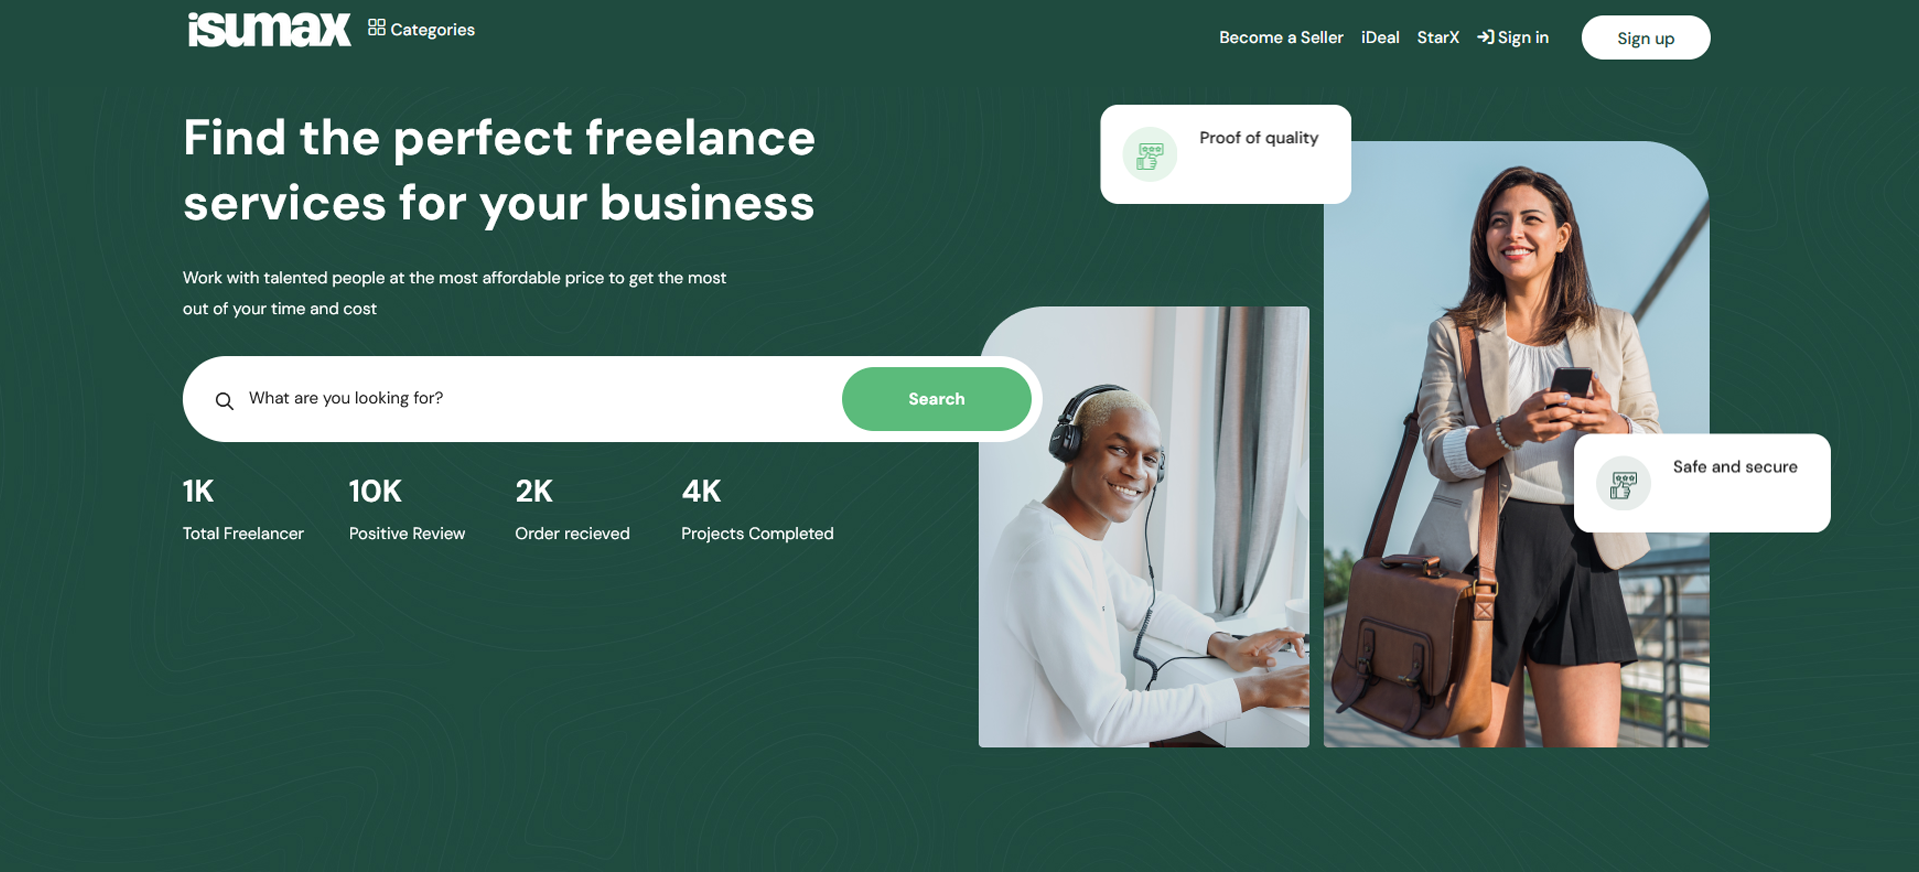 isumax
Categories
Become a Seller
iDeal
StarX
Sign in
Sign up
Find the perfect freelance
services for your business
Work with talented people at the most affordable price to get the most
out of your time and cost
What are you looking for?
Search
1K
Total Freelancer
10K
Positive Review
2K
Order recieved
4K
Projects Completed
Proof of quality
Safe and secure